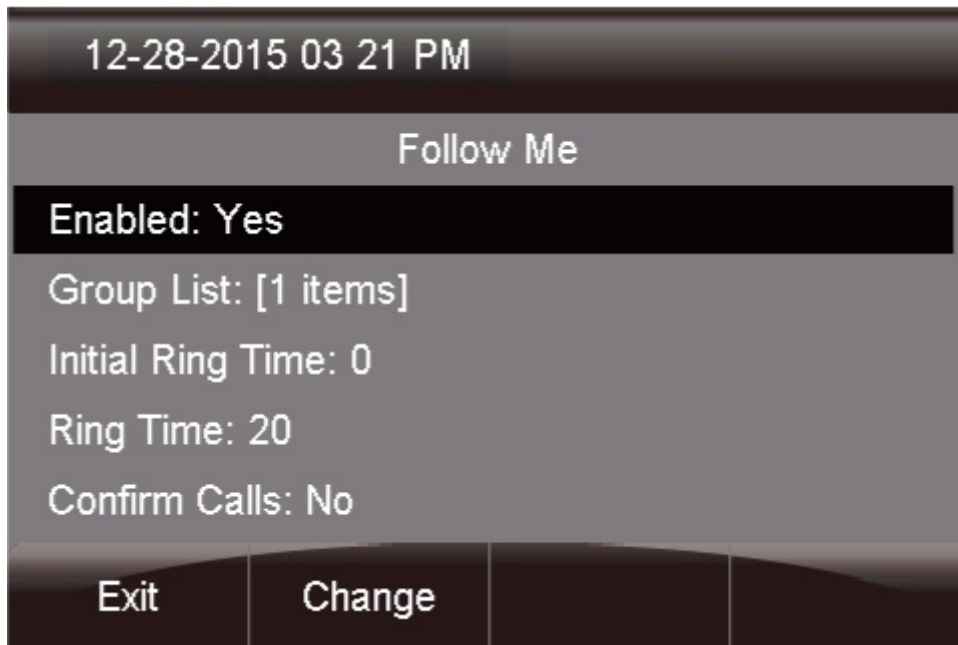 12-28-2015 03 21 PM
Follow Me
Enabled: Yes
Group List: [1 items]
Initial Ring Time: 0
Ring Time: 20
Confirm Calls: No
Exit Change